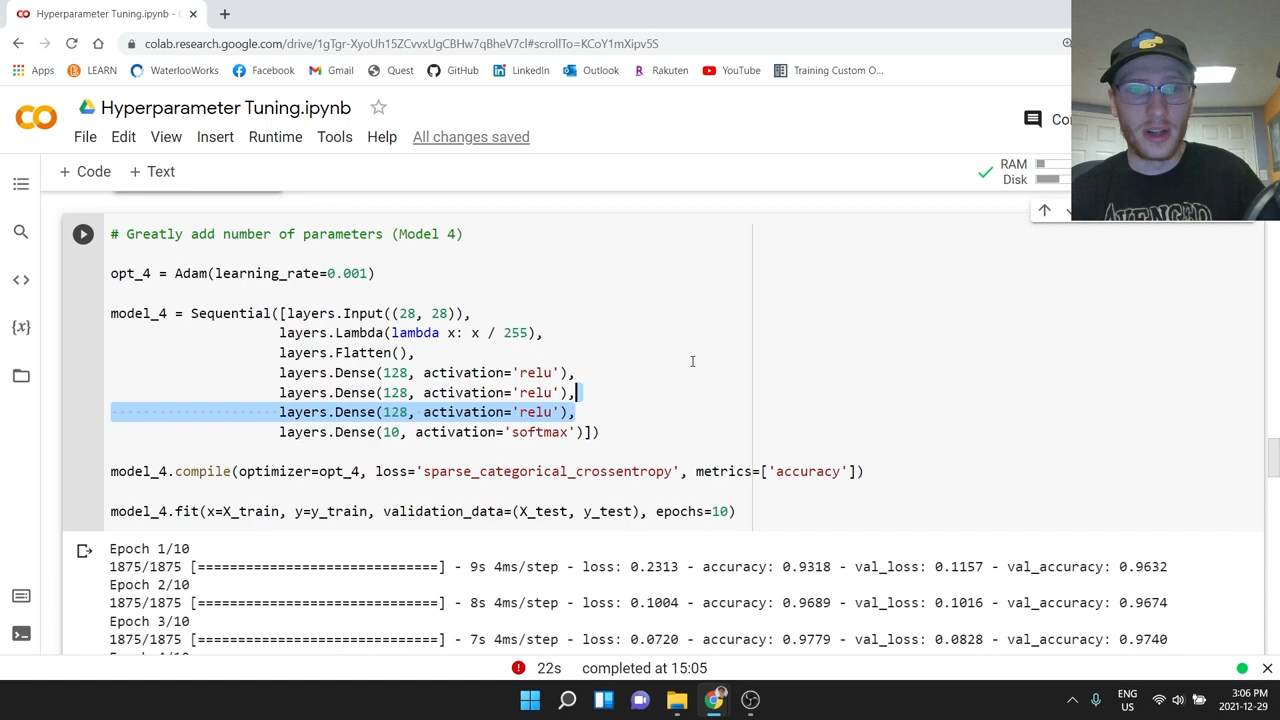 Hyperparameter Tuning.ipynb
colab.research.google.com/drive/1gTgr-XycUh15ZCvvxUgCBHw7qBheV7cl#scrollTo=KCoY1mXipv5S
Apps LEARN WaterlooWorks Facebook Gmail Quest GitHub LinkedIn Outlook Rakuten YouTube Training Custom O...
Hyperparameter Tuning.ipynb
File Edit View Insert Runtime Tools Help All changes saved
+ Code + Text
RAM
Disk
# Greatly add number of parameters (Model 4)
opt_4 = Adam(learning_rate=0.001)
model_4 = Sequential([layers.Input((28, 28)),
layers.Lambda(lambda x: x / 255),
layers.Flatten(),
layers.Dense(128, activation='relu'),
layers.Dense(128, activation='relu'),
layers.Dense(128, activation='relu'),
layers.Dense(10, activation='softmax')])
model_4.compile(optimizer=opt_4, loss='sparse_categorical_crossentropy', metrics=['accuracy'])
model_4.fit(x=X_train, y=y_train, validation_data=(X_test, y_test), epochs=10)
Epoch 1/10
1875/1875 [==============================] - 9s 4ms/step - loss: 0.2313 - accuracy: 0.9318 - val_loss: 0.1157 - val_accuracy: 0.9632
Epoch 2/10
1875/1875 [==============================] - 8s 4ms/step - loss: 0.1004 - accuracy: 0.9689 - val_loss: 0.1016 - val_accuracy: 0.9674
Epoch 3/10
1875/1875 [==============================] - 7s 4ms/step - loss: 0.0720 - accuracy: 0.9779 - val_loss: 0.0828 - val_accuracy: 0.9740
22s completed at 15:05
ENG
US
3:06 PM
2021-12-29